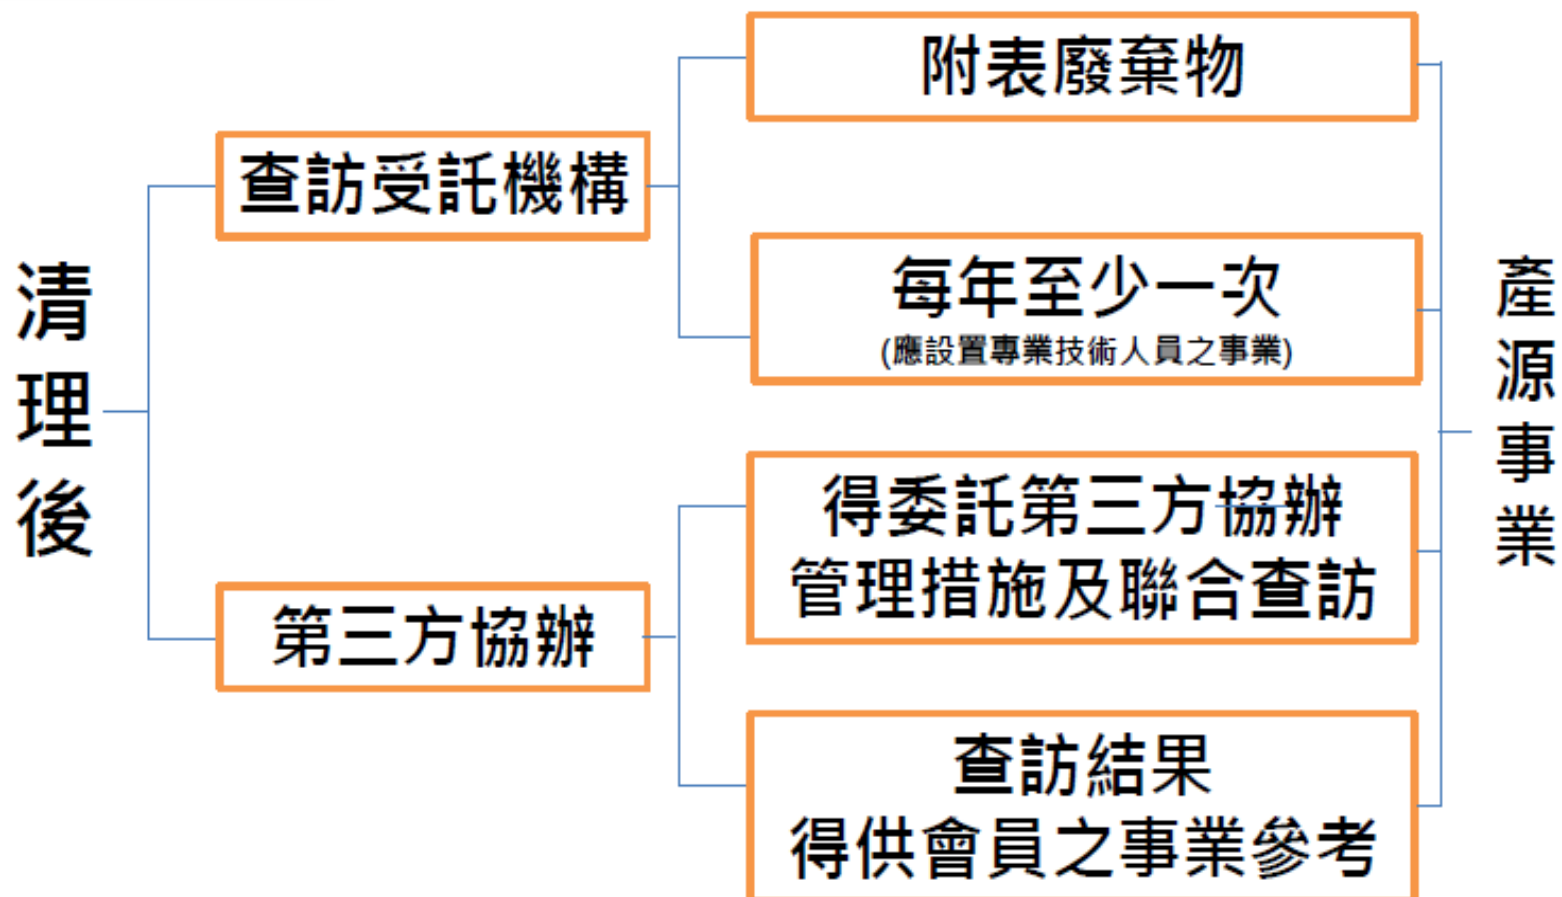 清理後
查訪受託機構
附表廢棄物
每年至少一次
(應設置專業技術人員之事業)
第三方協辦
得委託第三方協辦
管理措施及聯合查訪
查訪結果
得供會員之事業參考
產源事業